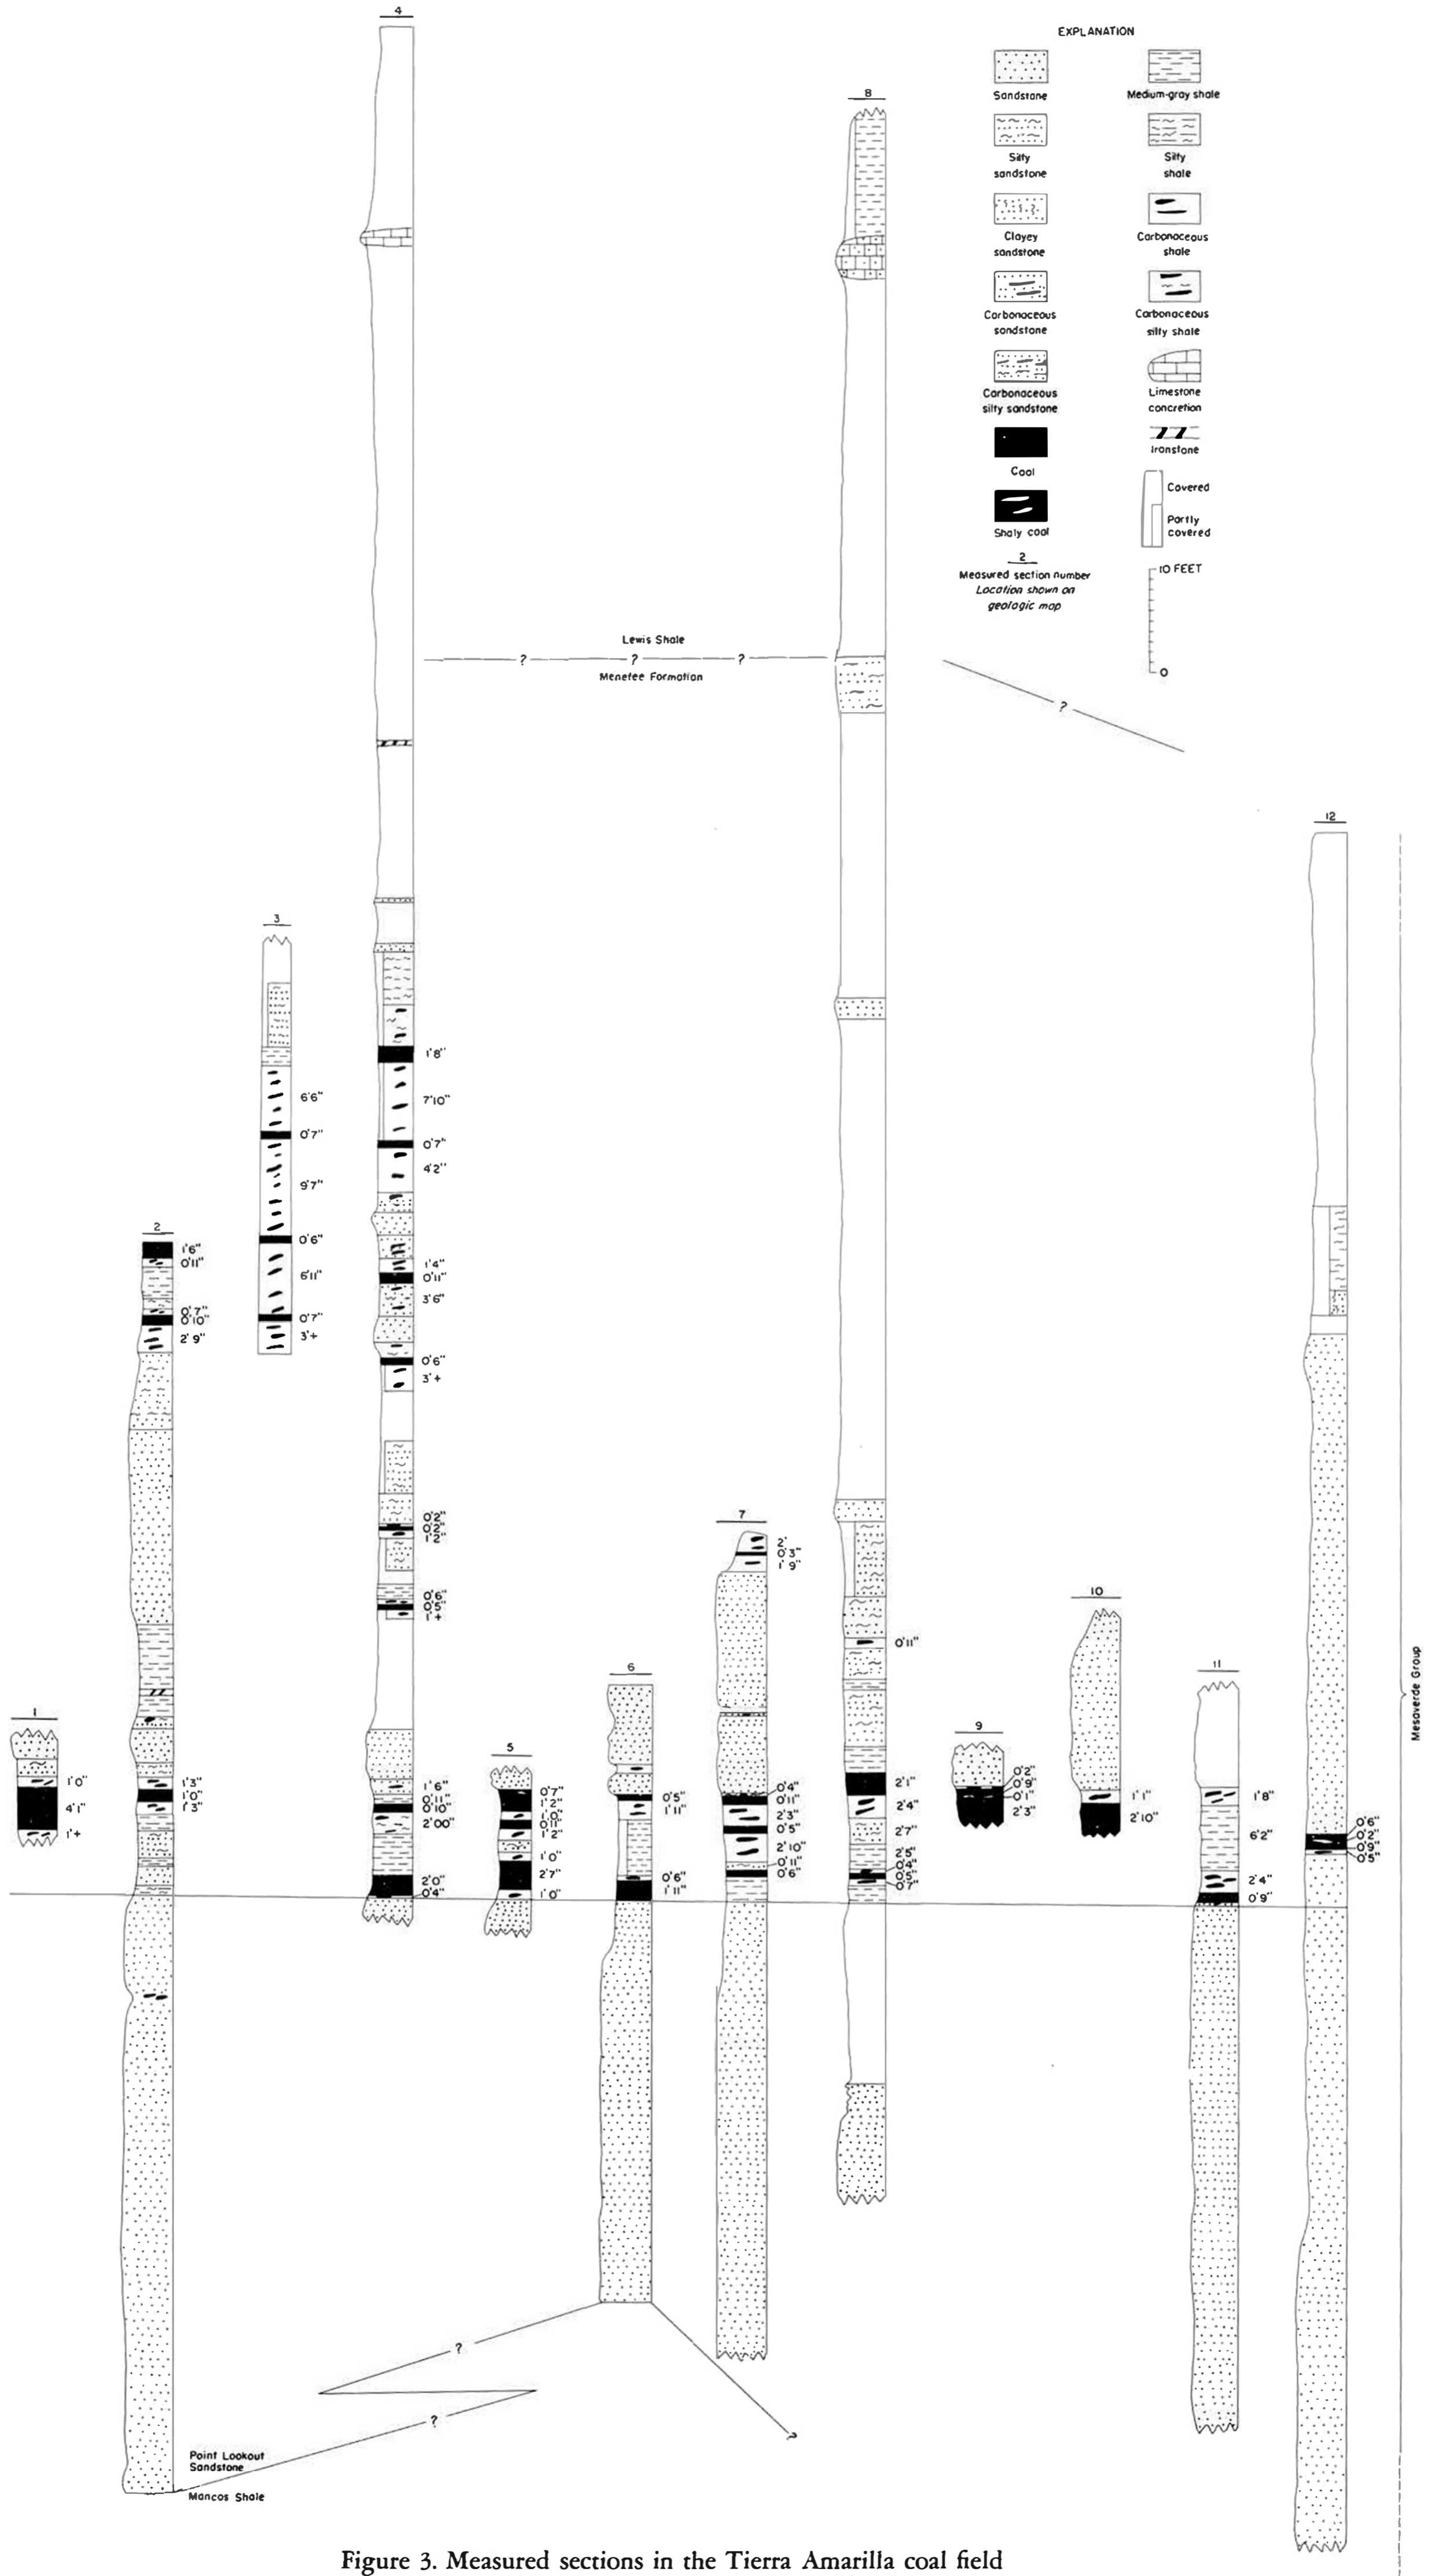 4
8
EXPLANATION
Sandstone
Medium-gray shale
Silty
sandstone
Silty
shale
Clayey
sandstone
Carbonaceous
shale
Carbonaceous
sandstone
Carbonaceous
silty shale
Carbonaceous
silty sandstone
Limestone
concretion
Coal
Ironstone
Shaly coal
Covered
Partly
covered
2
Measured section number
Location shown on
geologic map
10 FEET
0
Lewis Shale
? ? ?
Menefee Formation
?
12
3
6'6"
0'7"
9'7"
0'6"
6'11"
0'7"
3'+
1'8"
7'10"
0'7"
4'2"
1'4"
0'11"
3'6"
0'6"
3'+
0'2"
0'2"
1'2"
0'6"
0'5"
1'+
1'6"
0'11"
0'10"
2'00"
2'0"
0'4"
2
1'6"
0'11"
0'7"
0'10"
2'9"
1'3"
1'0"
1'3"
1
1'0"
4'1"
1'+
5
0'7"
1'2"
1'0"
0'11"
1'2"
1'0"
2'7"
1'0"
6
0'5"
1'11"
0'6"
1'11"
7
2'
0'3"
1'9"
0'4"
0'11"
2'3"
0'5"
2'10"
0'11"
0'6"
0'11"
2'1"
2'4"
2'7"
2'5"
0'4"
0'5"
0'7"
9
0'2"
0'9"
0'1"
2'3"
10
1'1"
2'10"
11
1'8"
6'2"
2'4"
0'9"
0'6"
0'2"
0'9"
0'5"
Mesaverde Group
?
?
?
Point Lookout
Sandstone
Mancos Shale
Figure 3. Measured sections in the Tierra Amarilla coal field